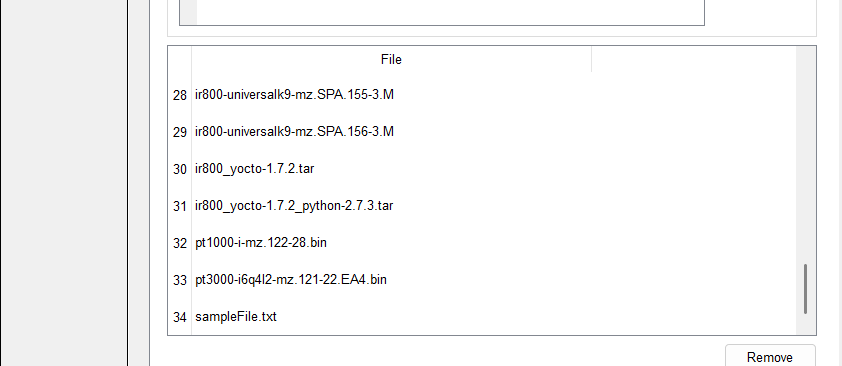 File
28 ir800-universalk9-mz.SPA.155-3.M
29 ir800-universalk9-mz.SPA.156-3.M
30 ir800_yocto-1.7.2.tar
31 ir800_yocto-1.7.2_python-2.7.3.tar
32 pt1000-i-mz.122-28.bin
33 pt3000-i6q4l2-mz.121-22.EA4.bin
34 sampleFile.txt
Remove